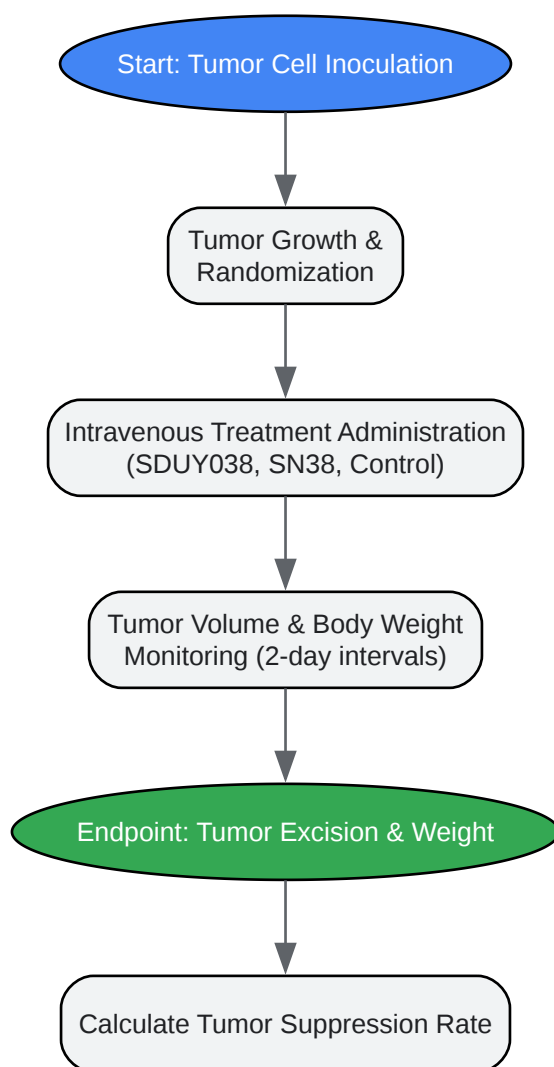 Start: Tumor Cell Inoculation
Tumor Growth &
Randomization
Intravenous Treatment Administration
(SDUY038, SN38, Control)
Tumor Volume & Body Weight
Monitoring (2-day intervals)
Endpoint: Tumor Excision & Weight
Calculate Tumor Suppression Rate